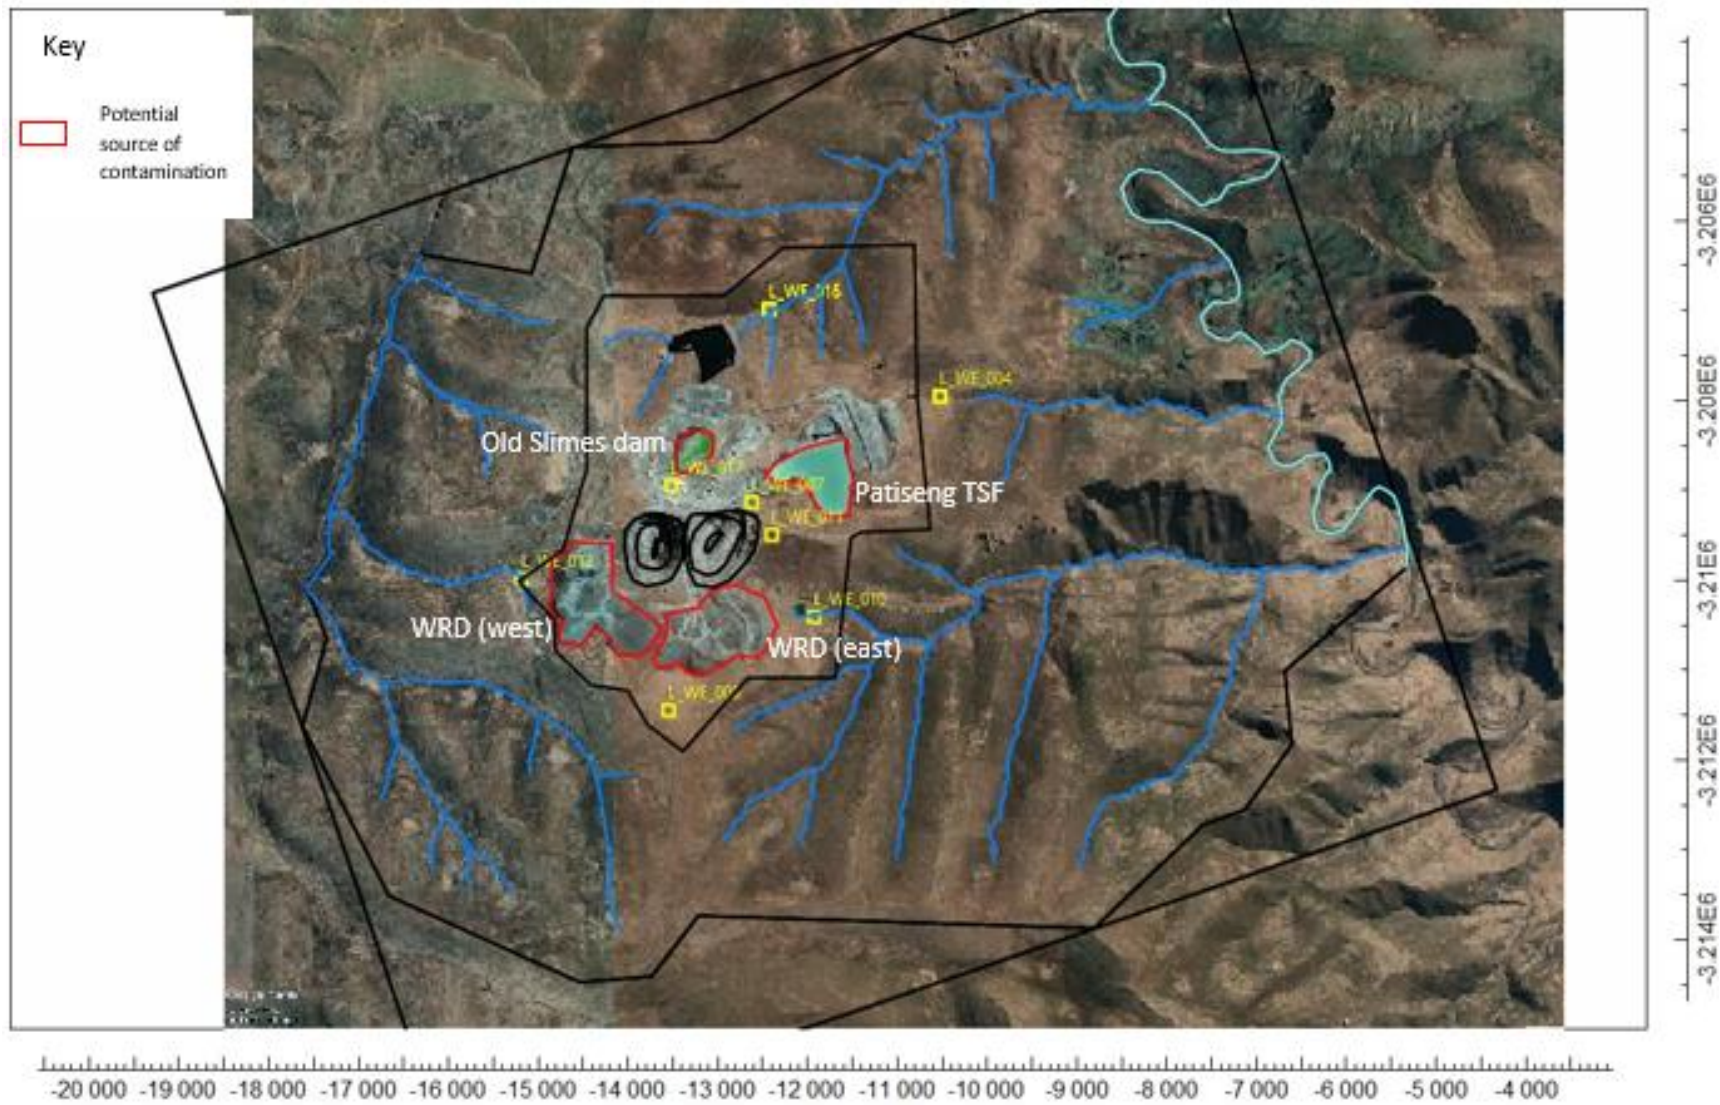 Key
Potential
source of
contamination
L_WE_004
Old Slimes dam
Patiseng TSF
L_WE_010
WRD (west)
WRD (east)
-3.206E6
-3.208E6
-3.21E6
-3.212E6
-3.214E6
-20 000 -19 000 -18 000 -17 000 -16 000 -15 000 -14 000 -13 000 -12 000 -11 000 -10 000 -9 000 -8 000 -7 000 -6 000 -5 000 -4 000